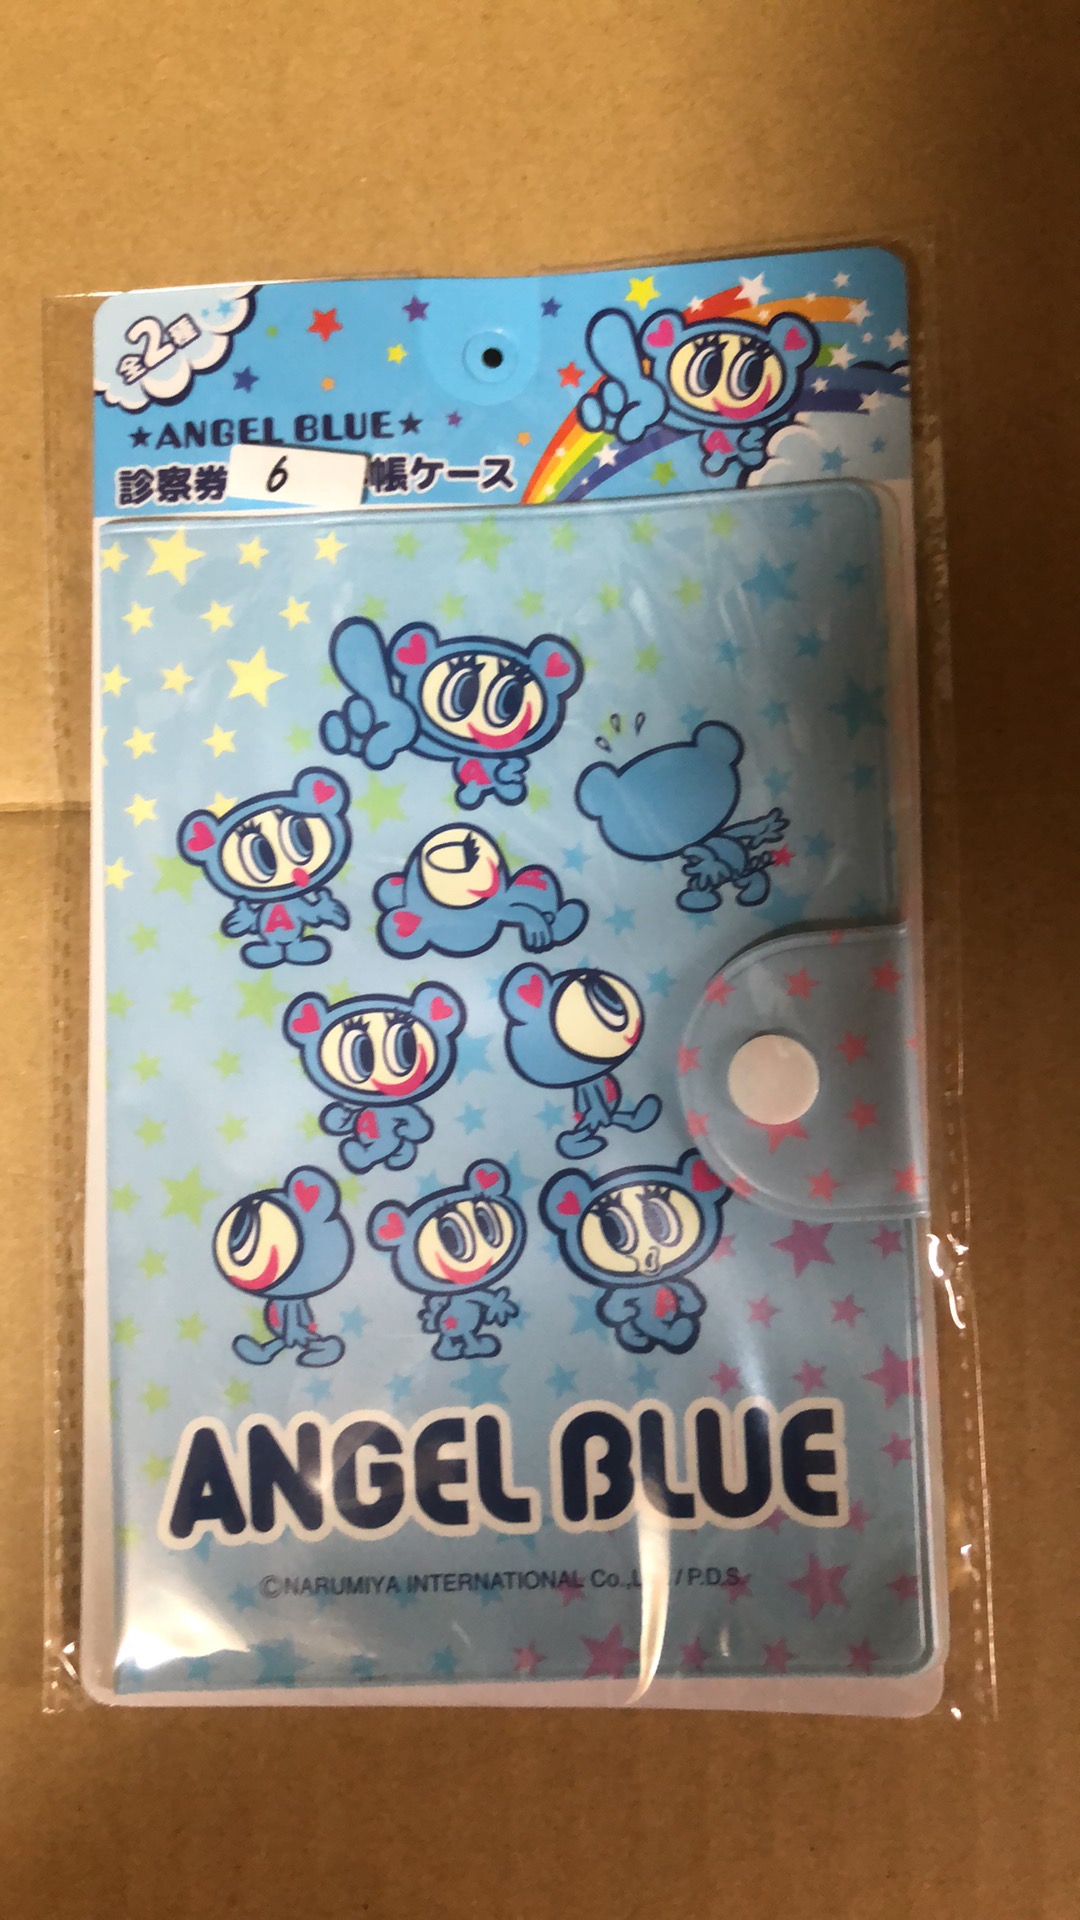 全2種
★ANGEL BLUE★
診察券 6 帳ケース
A
A
A
A
ANGEL BLUE
©NARUMIYA INTERNATIONAL Co., / P.D.S.